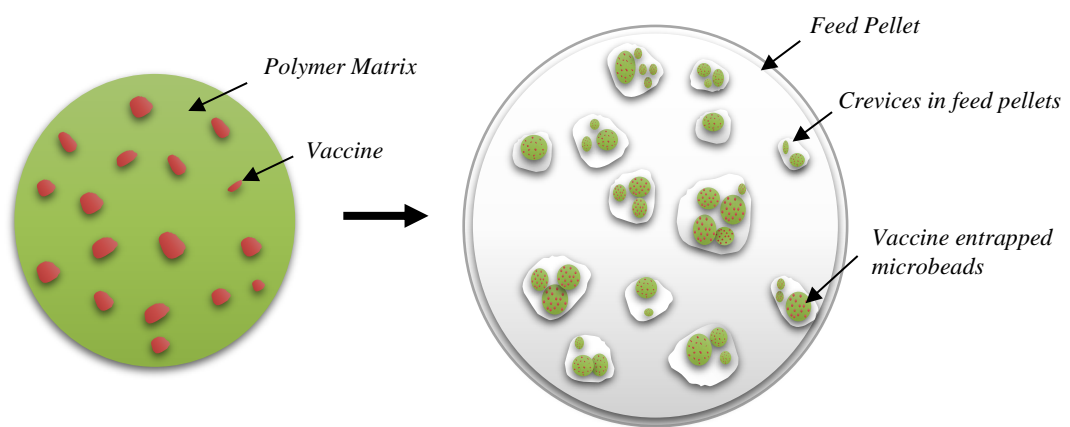 Polymer Matrix
Vaccine
Feed Pellet
Crevices in feed pellets
Vaccine entrapped
microbeads